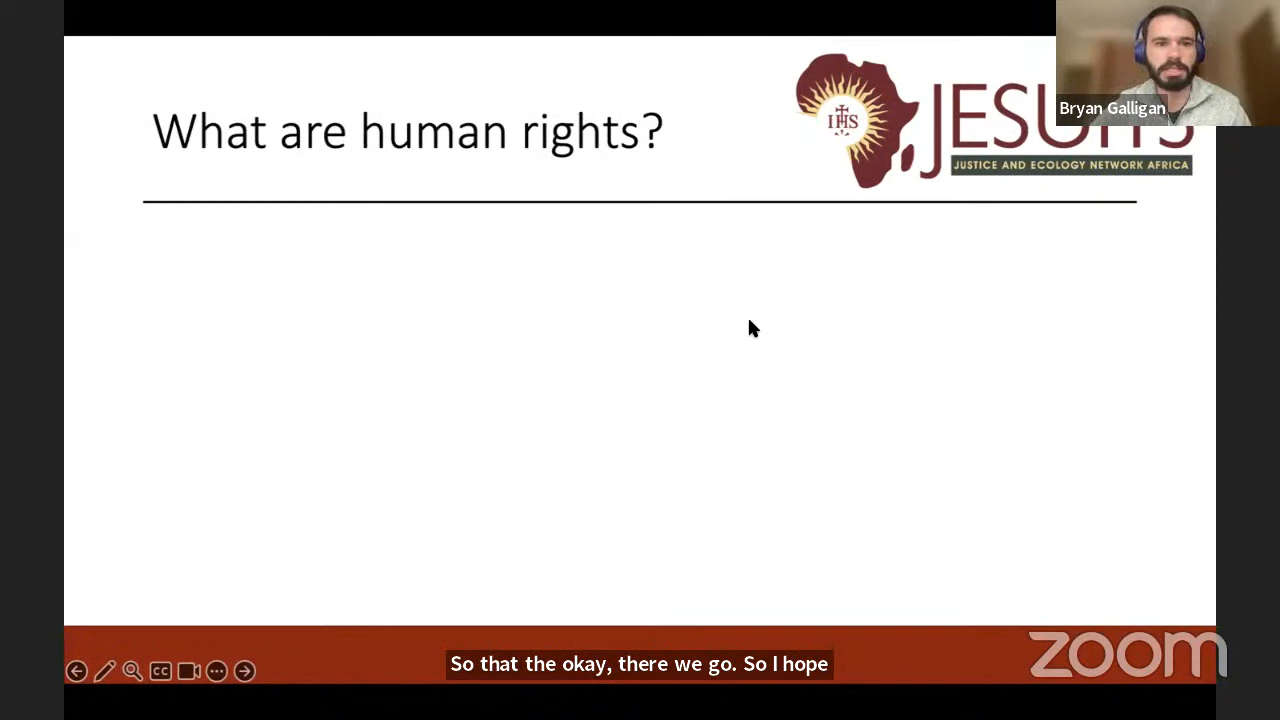 What are human rights?
IHS
JESUITS
JUSTICE AND ECOLOGY NETWORK AFRICA
Bryan Galligan
CC
So that the okay, there we go. So I hope
zoom